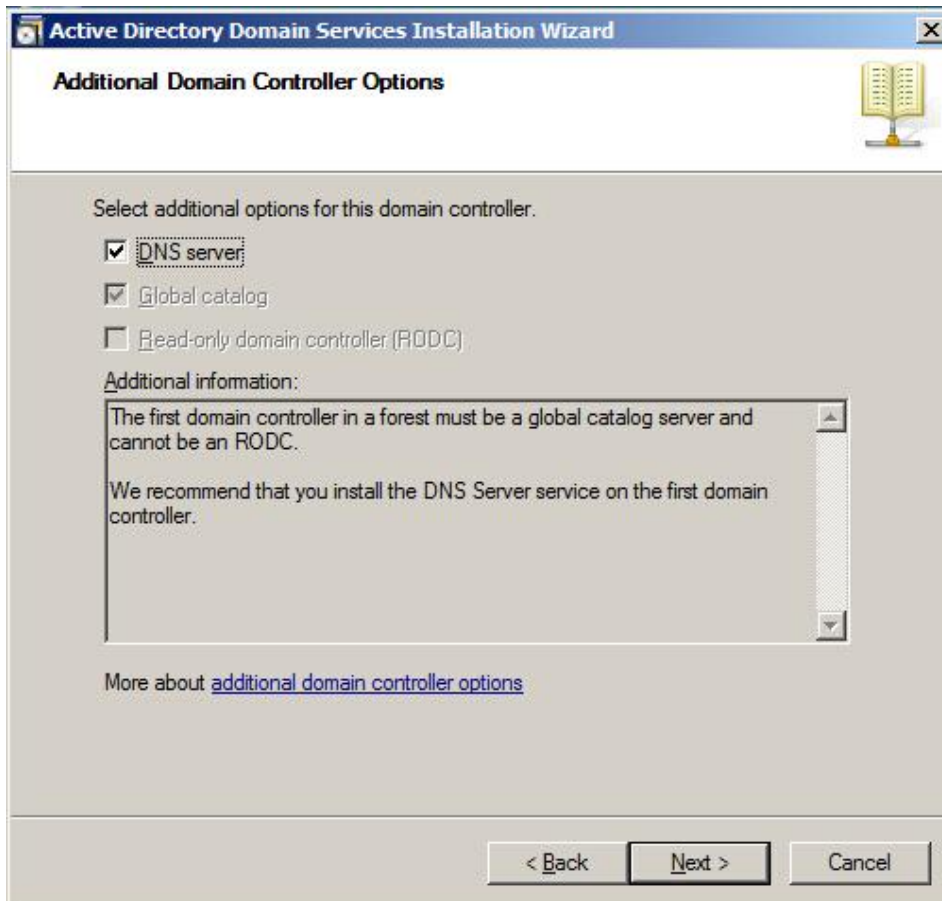 Active Directory Domain Services Installation Wizard
Additional Domain Controller Options
Select additional options for this domain controller.
DNS server
Global catalog
Read-only domain controller (RODC)
Additional information:
The first domain controller in a forest must be a global catalog server and
cannot be an RODC.
We recommend that you install the DNS Server service on the first domain
controller.
More about additional domain controller options
< Back
Next >
Cancel